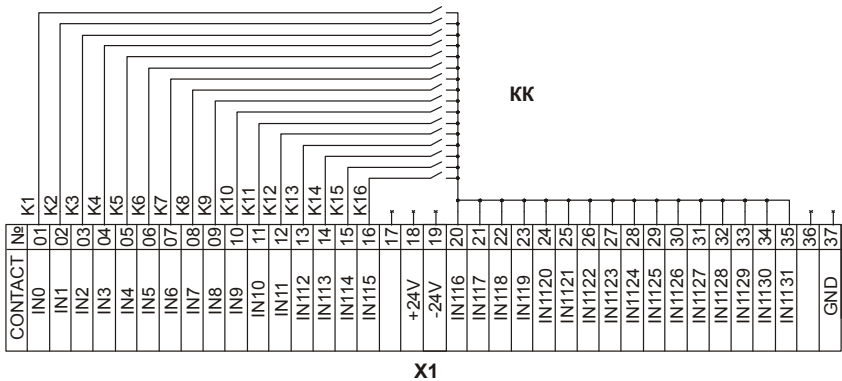 KK
K1 K2 K3 K4 K5 K6 K7 K8 K9 K10 K11 K12 K13 K14 K15 K16
№ 01 02 03 04 05 06 07 08 09 10 11 12 13 14 15 16 17 18 19 20 21 22 23 24 25 26 27 28 29 30 31 32 33 34 35 36 37
CONTACT IN0 IN1 IN2 IN3 IN4 IN5 IN6 IN7 IN8 IN9 IN10 IN11 IN112 IN113 IN114 IN115 +24V -24V IN116 IN117 IN118 IN119 IN1120 IN1121 IN1122 IN1123 IN1124 IN1125 IN1126 IN1127 IN1128 IN1129 IN1130 IN1131 GND
X1